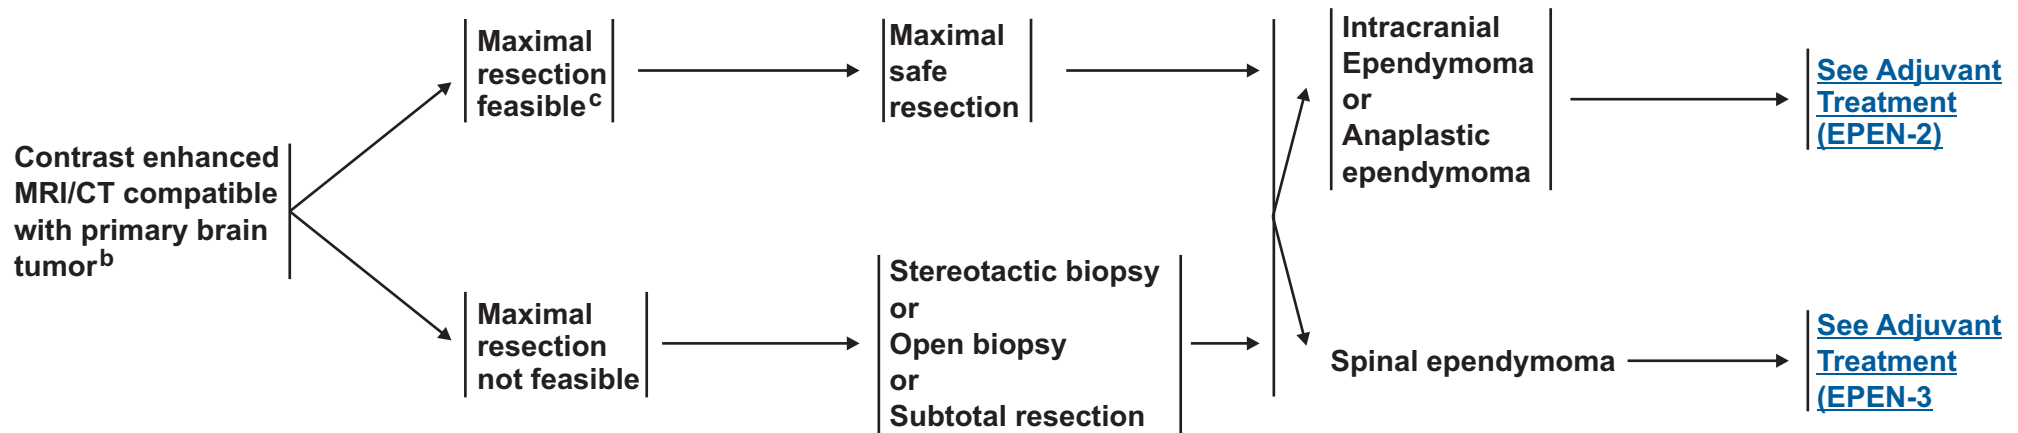 Contrast enhanced
MRI/CT compatible
with primary brain
tumorᵇ
Maximal
resection
feasibleᶜ
Maximal
safe
resection
Maximal
resection
not feasible
Stereotactic biopsy
or
Open biopsy
or
Subtotal resection
Intracranial
Ependymoma
or
Anaplastic
ependymoma
See Adjuvant
Treatment
(EPEN-2)
Spinal ependymoma
See Adjuvant
Treatment
(EPEN-3